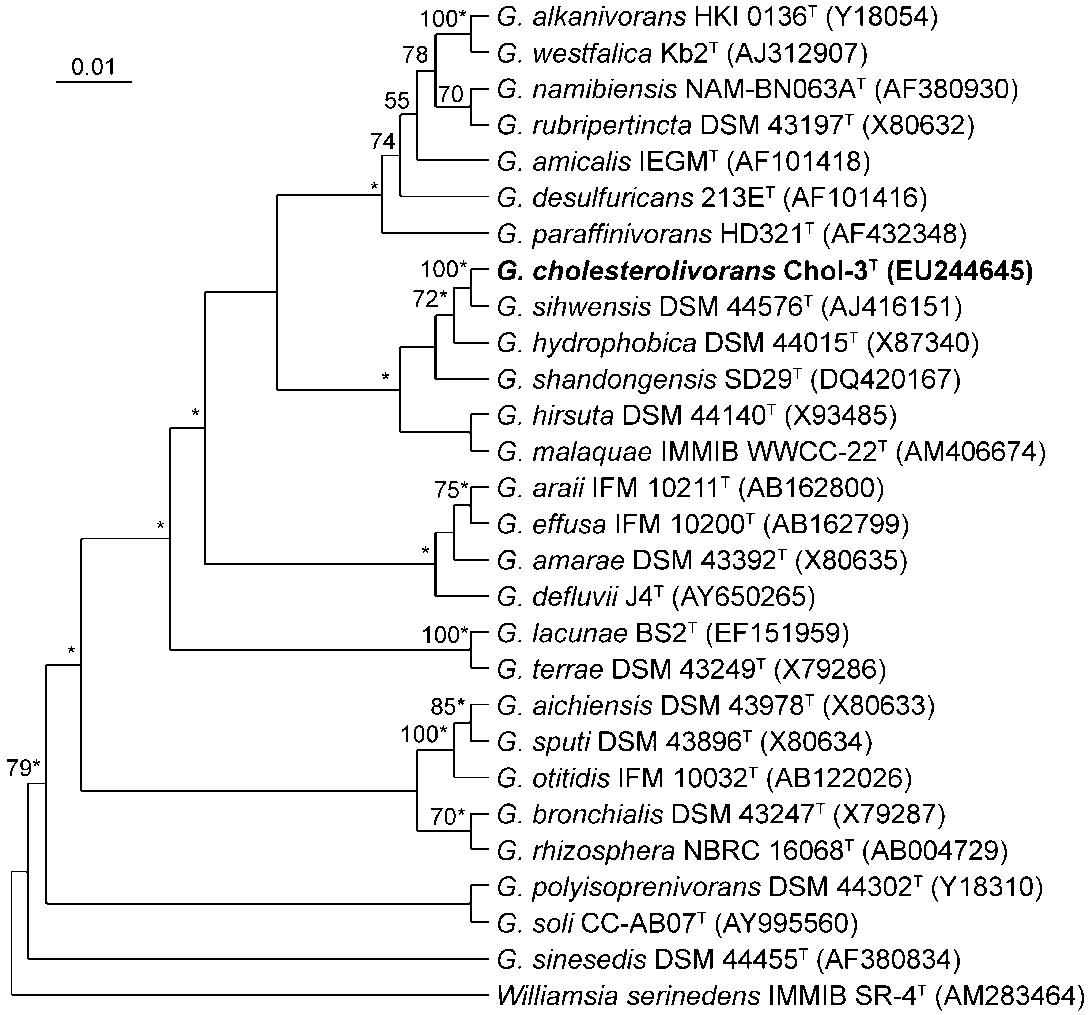 100* G. alkanivorans HKI 0136ᵀ (Y18054)
0.01
78 G. westfalica Kb2ᵀ (AJ312907)
70 G. namibiensis NAM-BN063Aᵀ (AF380930)
55 G. rubripertincta DSM 43197ᵀ (X80632)
74 G. amicalis IEGMᵀ (AF101418)
* G. desulfuricans 213Eᵀ (AF101416)
G. paraffinivorans HD321ᵀ (AF432348)
100* G. cholesterolivorans Chol-3ᵀ (EU244645)
72* G. sihwensis DSM 44576ᵀ (AJ416151)
G. hydrophobica DSM 44015ᵀ (X87340)
* G. shandongensis SD29ᵀ (DQ420167)
* G. hirsuta DSM 44140ᵀ (X93485)
G. malaquae IMMIB WWCC-22ᵀ (AM406674)
75* G. araii IFM 10211ᵀ (AB162800)
* G. effusa IFM 10200ᵀ (AB162799)
* G. amarae DSM 43392ᵀ (X80635)
G. defluvii J4ᵀ (AY650265)
100* G. lacunae BS2ᵀ (EF151959)
* G. terrae DSM 43249ᵀ (X79286)
85* G. aichiensis DSM 43978ᵀ (X80633)
100* G. sputi DSM 43896ᵀ (X80634)
79* G. otitidis IFM 10032ᵀ (AB122026)
70* G. bronchialis DSM 43247ᵀ (X79287)
G. rhizosphera NBRC 16068ᵀ (AB004729)
G. polyisoprenivorans DSM 44302ᵀ (Y18310)
G. soli CC-AB07ᵀ (AY995560)
G. sinesedis DSM 44455ᵀ (AF380834)
Williamsia serinedens IMMIB SR-4ᵀ (AM283464)